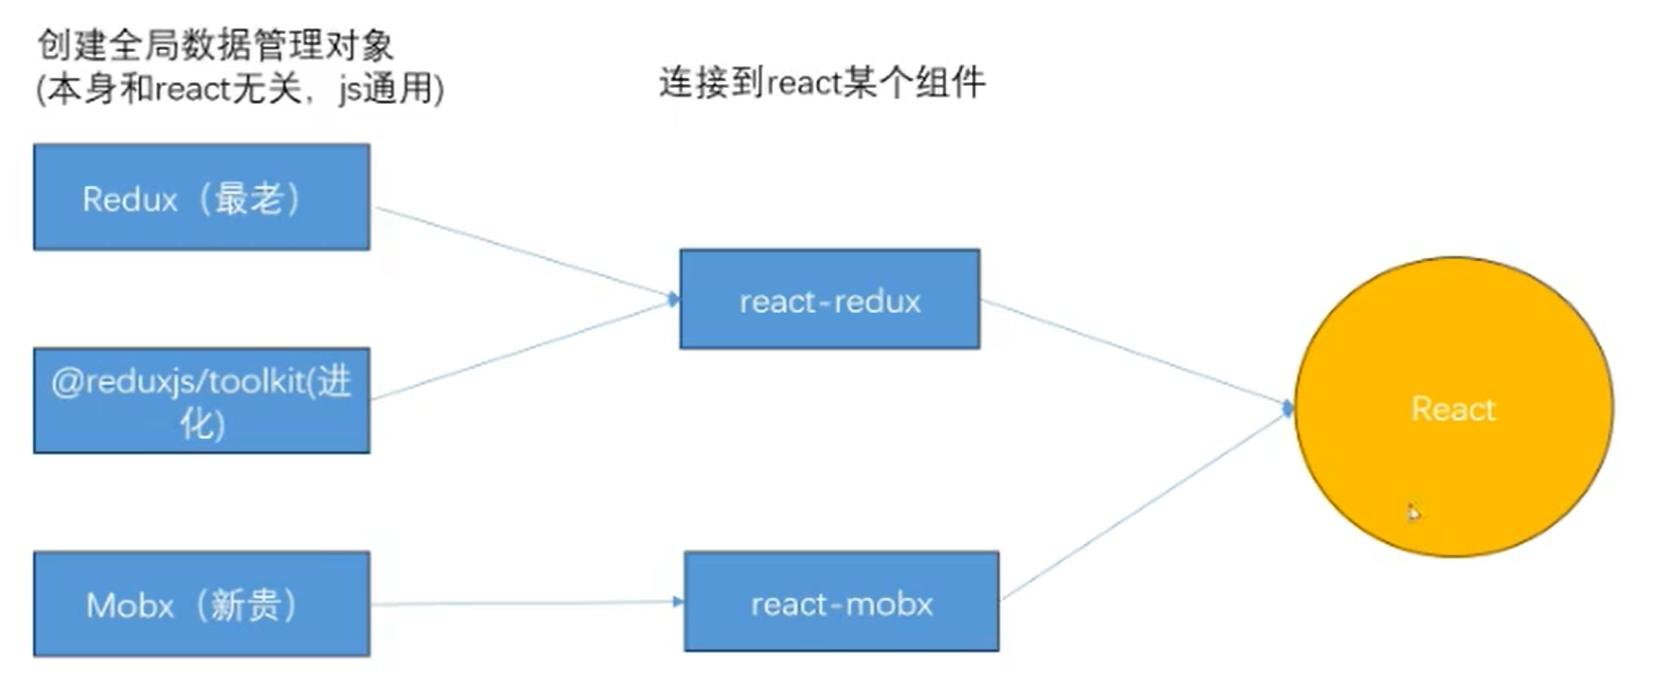 创建全局数据管理对象
(本身和react无关，js通用)
连接到react某个组件
Redux（最老）
react-redux
@reduxjs/toolkit(进
化)
React
Mobx（新贵）
react-mobx